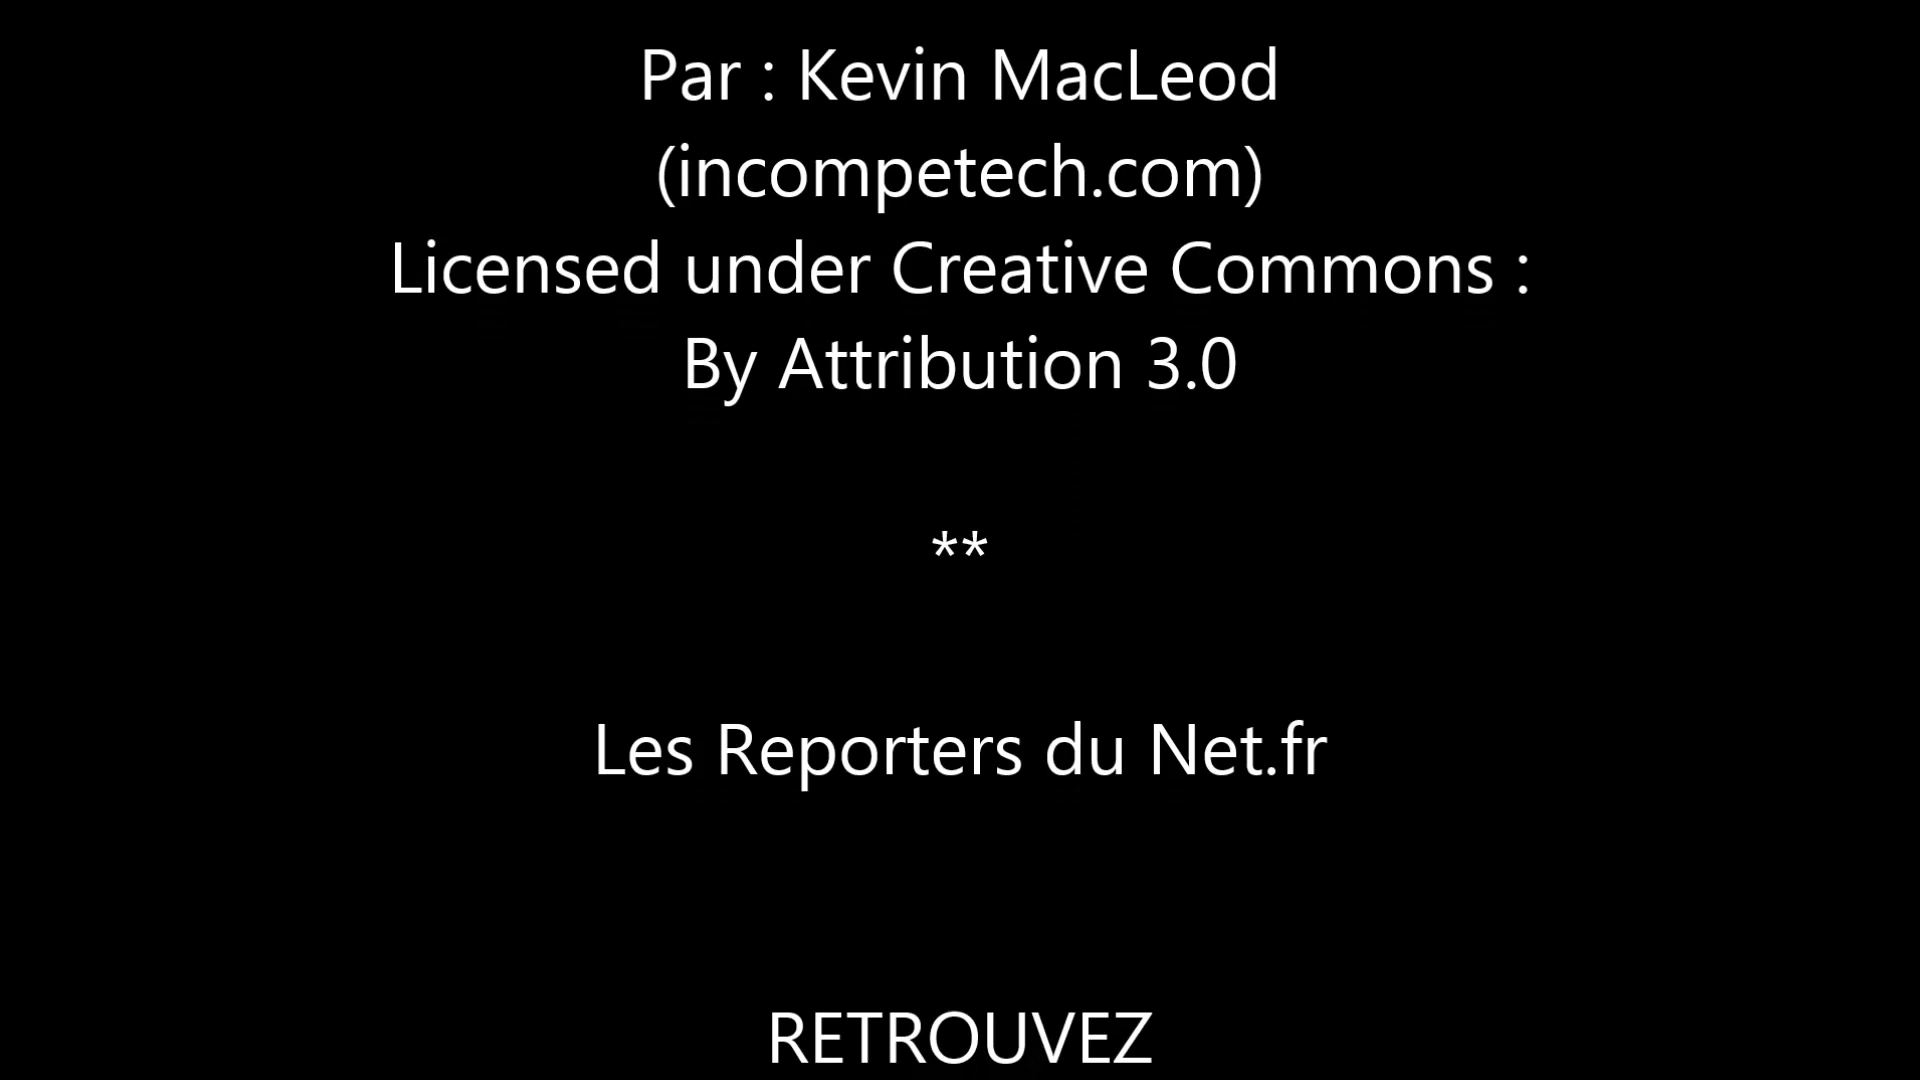 Par : Kevin MacLeod
(incompetech.com)
Licensed under Creative Commons :
By Attribution 3.0
**
Les Reporters du Net.fr
RETROUVEZ